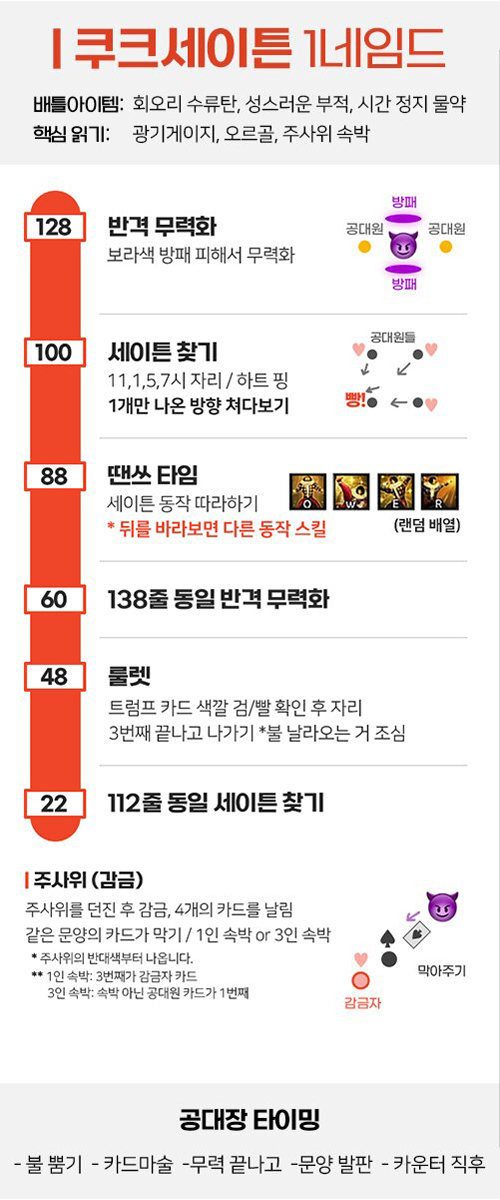 | 쿠크세이튼 1네임드
배틀아이템: 회오리 수류탄, 성스러운 부적, 시간 정지 물약
핵심 읽기: 광기게이지, 오르골, 주사위 속박
128 반격 무력화
보라색 방패 피해서 무력화
방패
공대원 공대원
방패
100 세이튼 찾기
11,1,5,7시 자리 / 하트 핑
1개만 나온 방향 쳐다보기
공대원들
빵!
88 땐쓰 타임
세이튼 동작 따라하기
* 뒤를 바라보면 다른 동작 스킬
Q W E R
(랜덤 배열)
60 138줄 동일 반격 무력화
48 룰렛
트럼프 카드 색깔 검/빨 확인 후 자리
3번째 끝나고 나가기 *불 날라오는 거 조심
22 112줄 동일 세이튼 찾기
| 주사위 (감금)
주사위를 던진 후 감금, 4개의 카드를 날림
같은 문양의 카드가 막기 / 1인 속박 or 3인 속박
* 주사위의 반대색부터 나옵니다.
** 1인 속박: 3번째가 감금자 카드
3인 속박: 속박 아닌 공대원 카드가 1번째
막아주기
감금자
공대장 타이밍
- 불 뿜기 - 카드마술 -무력 끝나고 -문양 발판 - 카운터 직후